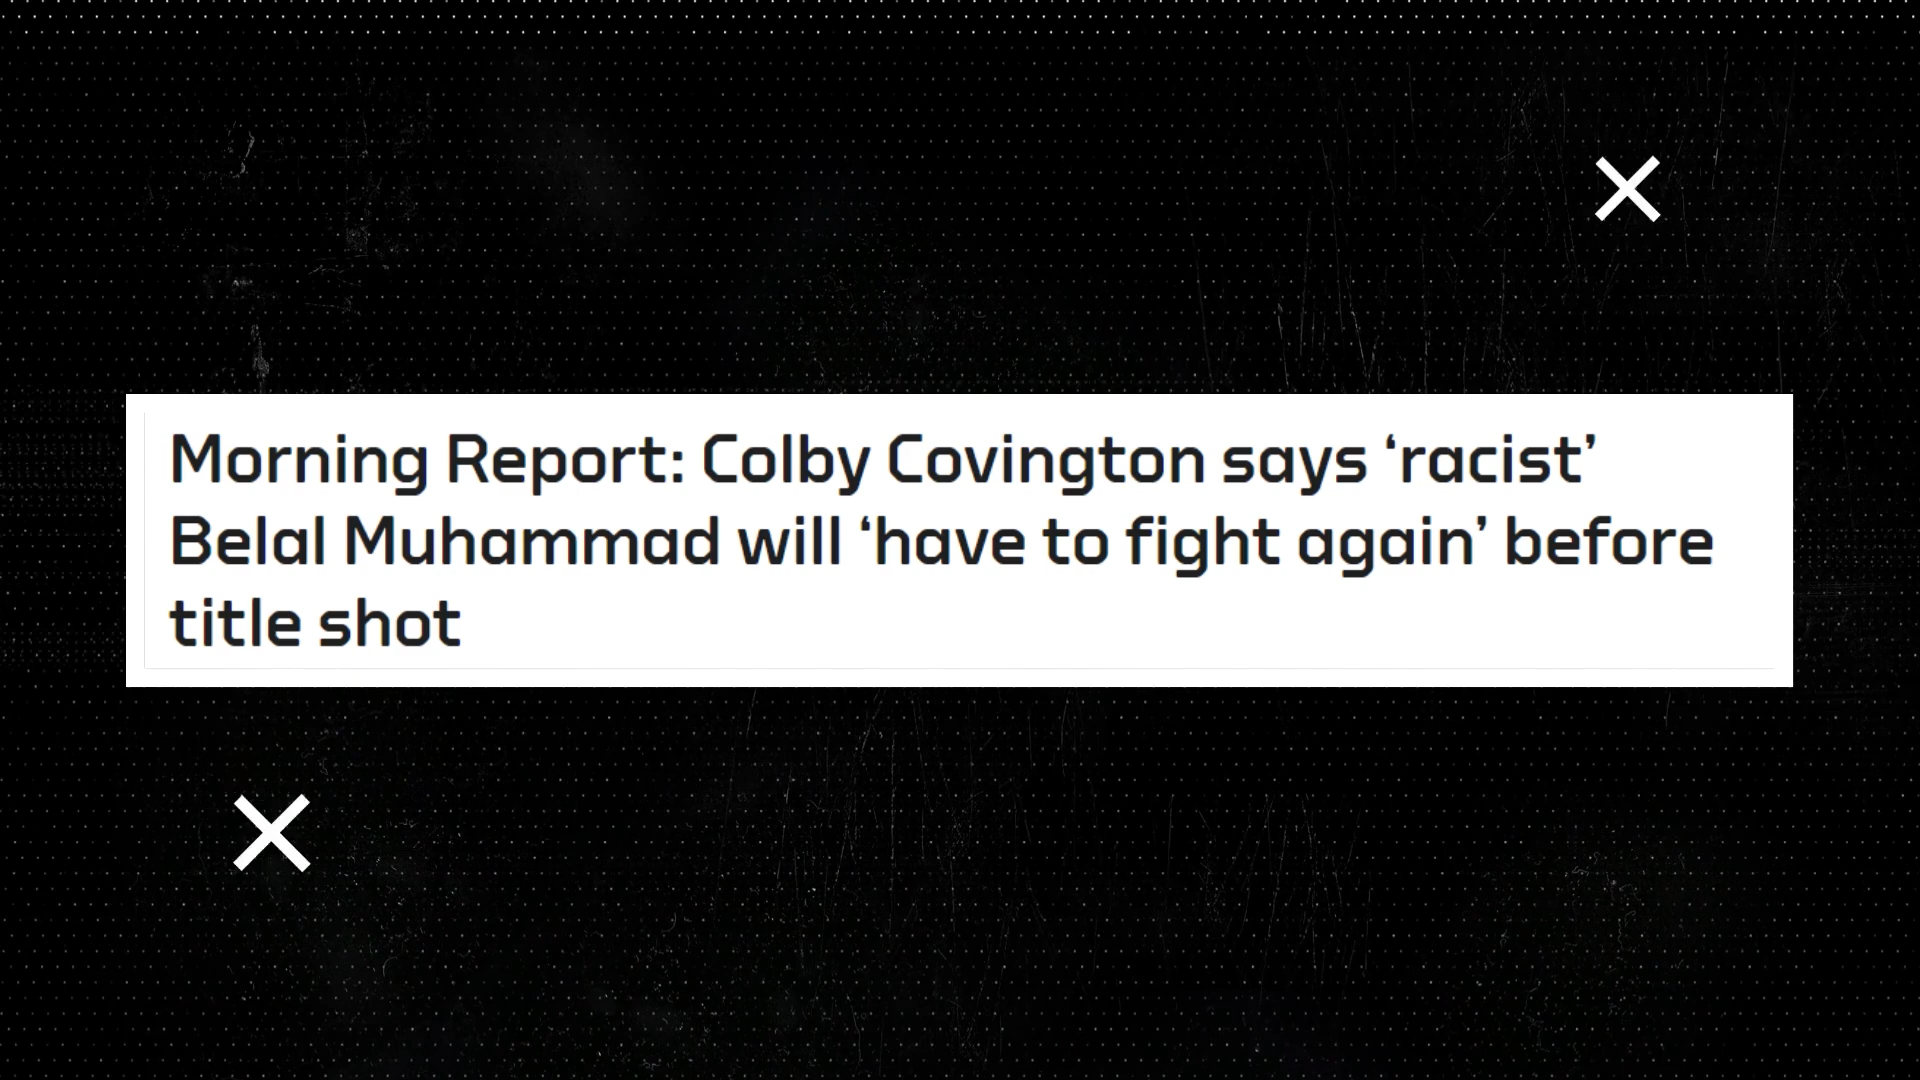 Morning Report: Colby Covington says ‘racist’
Belal Muhammad will ‘have to fight again’ before
title shot